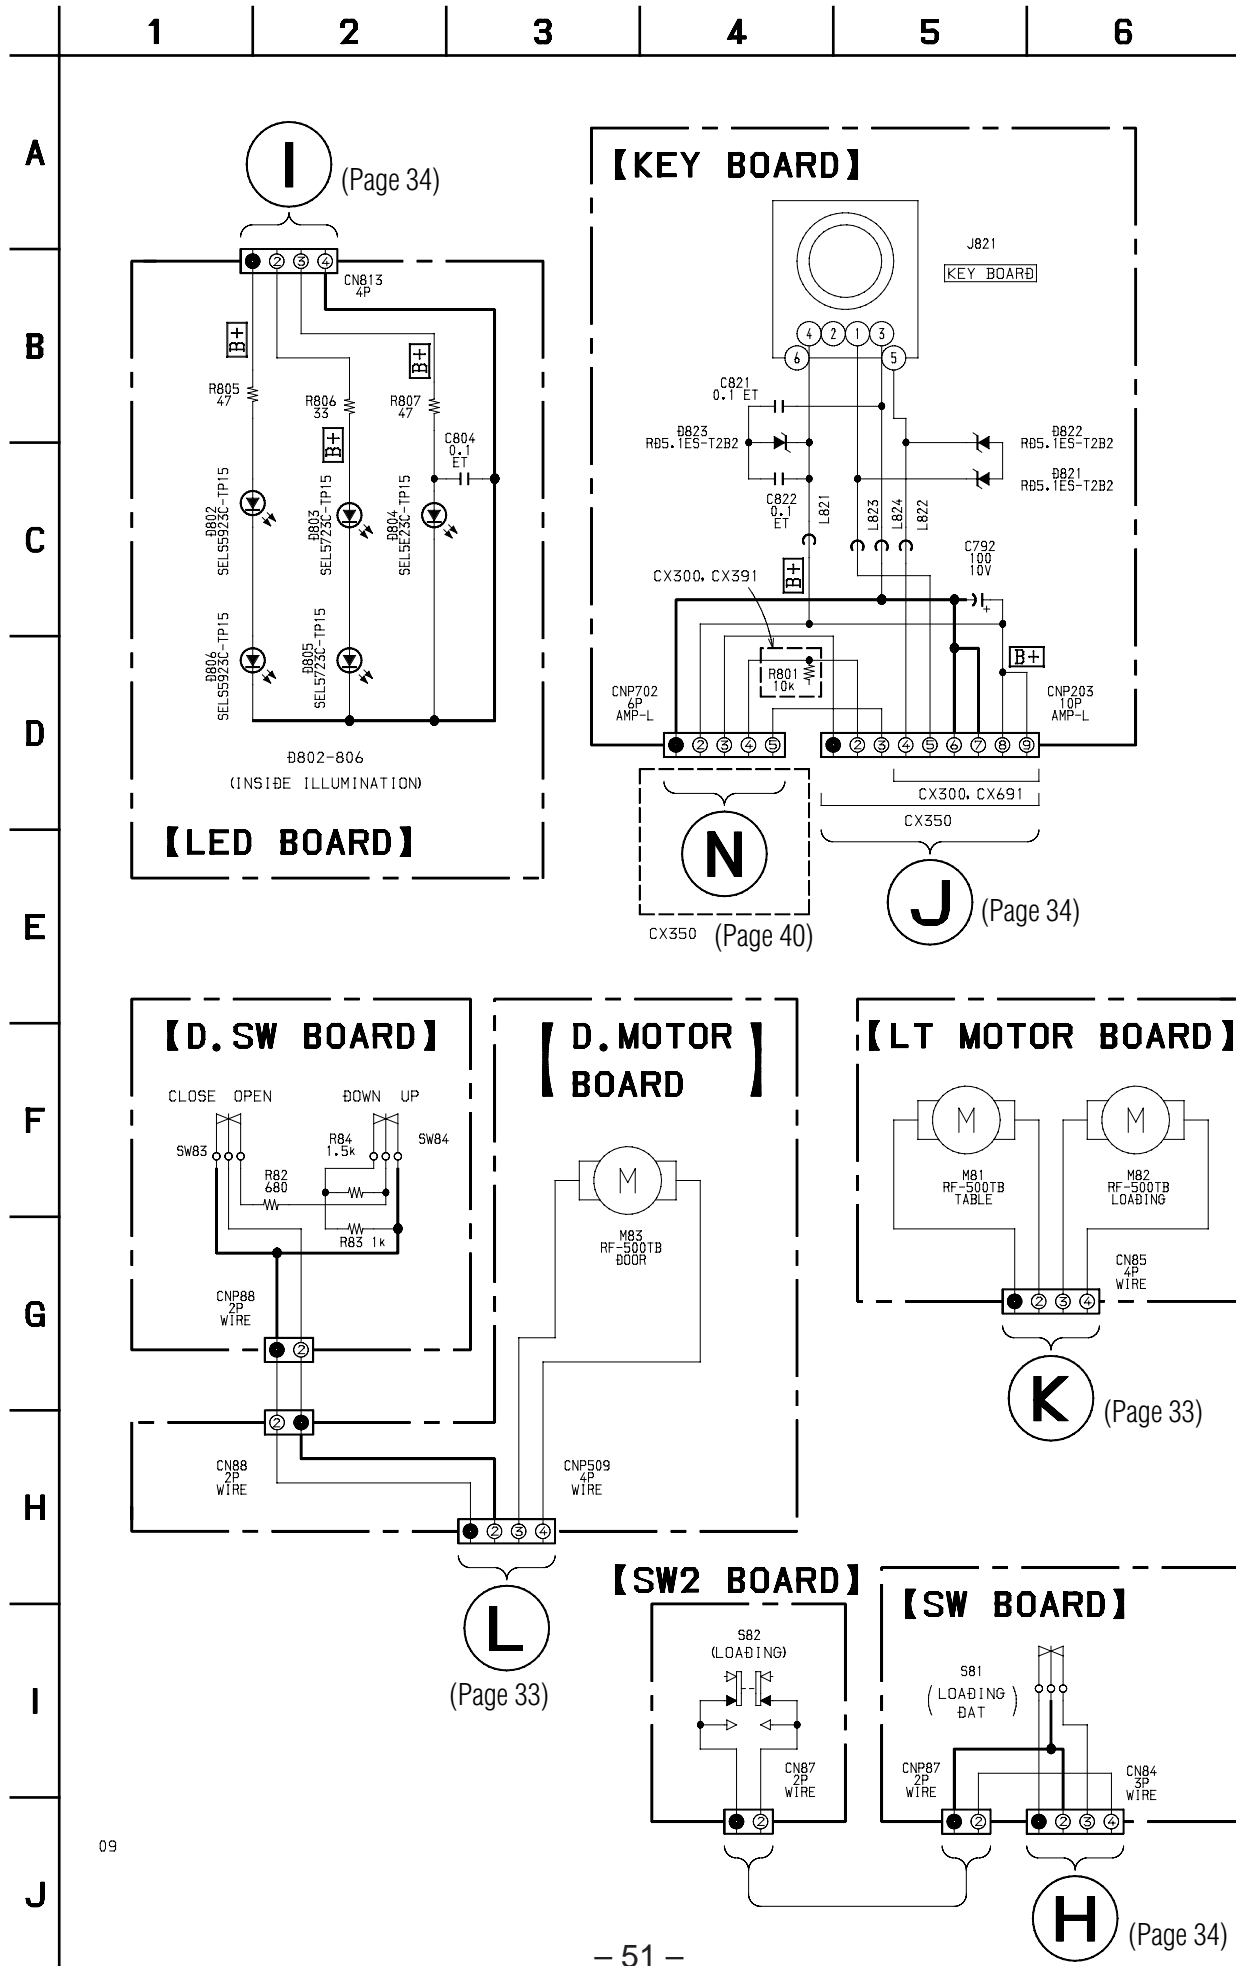 1 2 3 4 5 6
A
B
C
D
E
F
G
H
I
J
I
(Page 34)
① ② ③ ④
CN813
4P
B+
B+
B+
R805
47
R806
33
R807
47
C804
0.1
ET
D802
SELS5923C-TP15
D803
SEL5723C-TP15
D804
SEL5E23C-TP15
D806
SELS5923C-TP15
D805
SEL5723C-TP15
D802-806
(INSIDE ILLUMINATION)
【LED BOARD】
【KEY BOARD】
J821
KEY BOARD
4 2 1 3
6 5
C821
0.1 ET
D823
RD5.1ES-T2B2
D822
RD5.1ES-T2B2
D821
RD5.1ES-T2B2
C822
0.1
ET
L821
L823
L824
L822
C792
100
10V
+
B+
CX300, CX391
R801
10k
B+
CNP702
6P
AMP-L
CNP203
10P
AMP-L
② ③ ④ ⑤
② ③ ④ ⑤ ⑥ ⑦ ⑧ ⑨
CX300, CX691
CX350
N
CX350
(Page 40)
J
(Page 34)
【D.SW BOARD】
CLOSE OPEN
DOWN UP
SW83
R84
1.5k
SW84
R82
680
R83 1k
CNP88
2P
WIRE
②
②
CN88
2P
WIRE
【D.MOTOR
BOARD】
M
M83
RF-500TB
DOOR
CNP509
4P
WIRE
② ③ ④
L
(Page 33)
【LT MOTOR BOARD】
M
M
M81
RF-500TB
TABLE
M82
RF-500TB
LOADING
CN85
4P
WIRE
② ③ ④
K
(Page 33)
【SW2 BOARD】
S82
(LOADING)
CN87
2P
WIRE
②
【SW BOARD】
S81
(LOADING
DAT)
CNP87
2P
WIRE
CN84
3P
WIRE
②
② ③ ④
H
(Page 34)
09
– 51 –